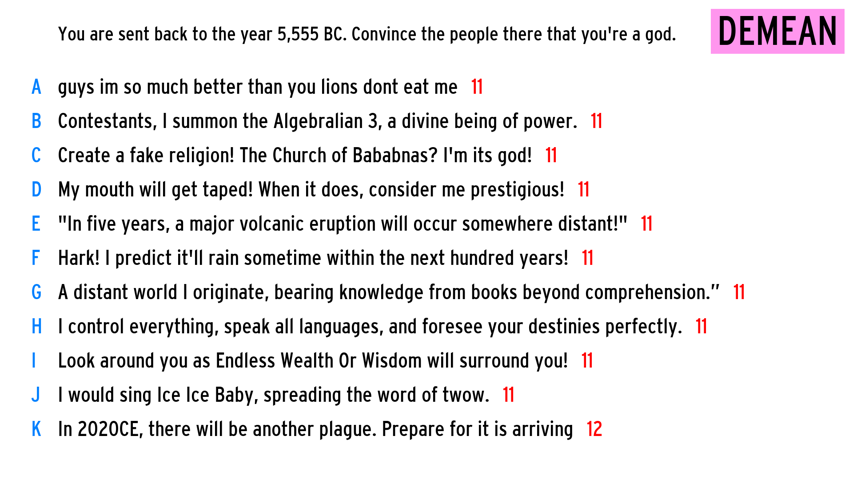 You are sent back to the year 5,555 BC. Convince the people there that you're a god.
DEMEAN
A guys im so much better than you lions dont eat me 11
B Contestants, I summon the Algebralian 3, a divine being of power. 11
C Create a fake religion! The Church of Bababnas? I'm its god! 11
D My mouth will get taped! When it does, consider me prestigious! 11
E "In five years, a major volcanic eruption will occur somewhere distant!" 11
F Hark! I predict it'll rain sometime within the next hundred years! 11
G A distant world I originate, bearing knowledge from books beyond comprehension.” 11
H I control everything, speak all languages, and foresee your destinies perfectly. 11
I Look around you as Endless Wealth Or Wisdom will surround you! 11
J I would sing Ice Ice Baby, spreading the word of twow. 11
K In 2020CE, there will be another plague. Prepare for it is arriving 12